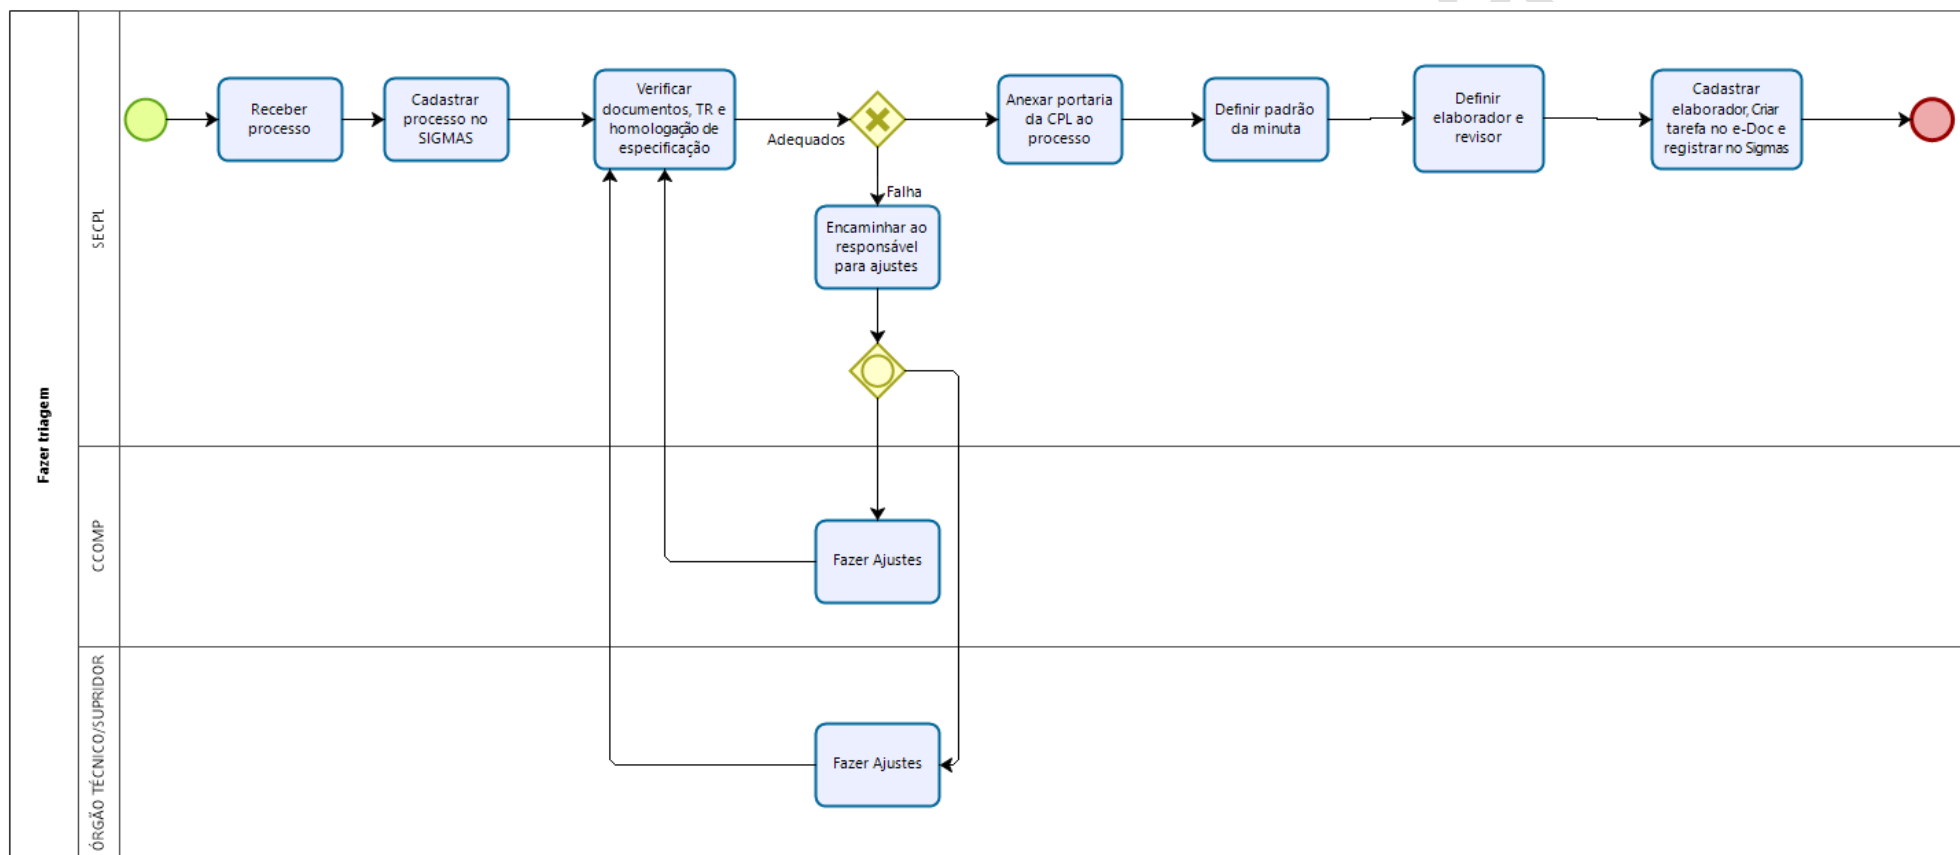 Fazer triagem
SECPL
Receber
processo
Cadastrar
processo no
SIGMAS
Verificar
documentos, TR e
homologação de
especificação
Adequados
Anexar portaria
da CPL ao
processo
Definir padrão
da minuta
Definir
elaborador e
revisor
Cadastrar
elaborador, Criar
tarefa no e-Doc e
registrar no Sigmas
Falha
Encaminhar ao
responsável
para ajustes
CCOMP
Fazer Ajustes
ÓRGÃO TÉCNICO/SUPRIDOR
Fazer Ajustes